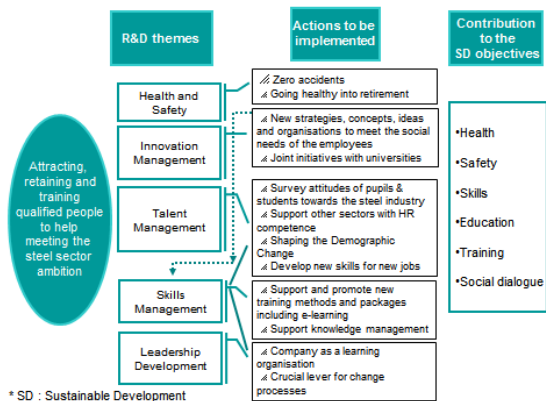 R&D themes
Actions to be
implemented
Contribution
to the
SD objectives
Attracting,
retaining and
training
qualified people
to help
meeting the
steel sector
ambition
Health and
Safety
Innovation
Management
Talent
Management
Skills
Management
Leadership
Development
Zero accidents
Going healthy into retirement
New strategies, concepts, ideas
and organisations to meet the social
needs of the employees
Joint initiatives with universities
Survey attitudes of pupils &
students towards the steel industry
Support other sectors with HR
competence
Shaping the Demographic
Change
Develop new skills for new jobs
Support and promote new
training methods and packages
including e-learning
Support knowledge management
Company as a learning
organisation
Crucial lever for change
processes
•Health
•Safety
•Skills
•Education
•Training
•Social dialogue
* SD : Sustainable Development